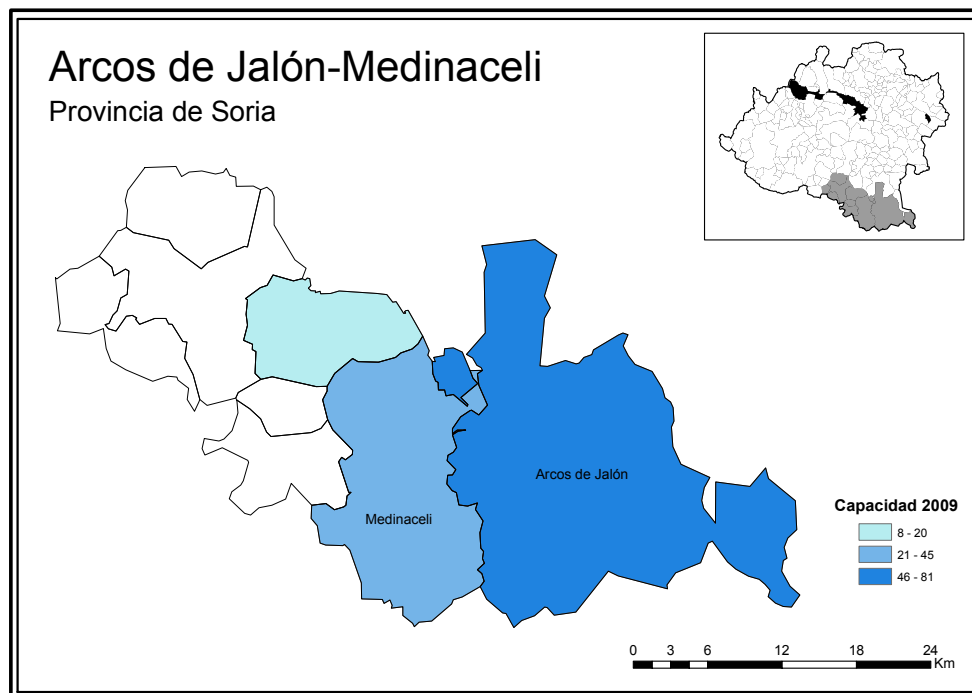 Arcos de Jalón-Medinaceli
Provincia de Soria
Arcos de Jalón
Medinaceli
Capacidad 2009
8 - 20
21 - 45
46 - 81
0 3 6 12 18 24
Km